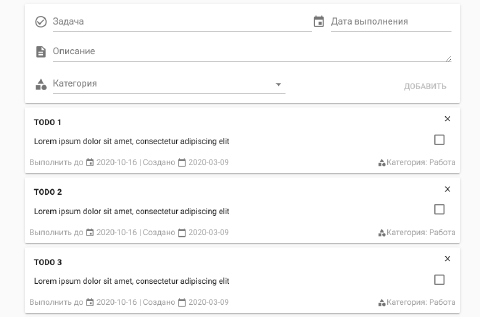 Задача Дата выполнения
Описание
Категория
ДОБАВИТЬ
TODO 1
Lorem ipsum dolor sit amet, consectetur adipiscing elit
Выполнить до 2020-10-16 | Создано 2020-03-09 Категория: Работа
TODO 2
Lorem ipsum dolor sit amet, consectetur adipiscing elit
Выполнить до 2020-10-16 | Создано 2020-03-09 Категория: Работа
TODO 3
Lorem ipsum dolor sit amet, consectetur adipiscing elit
Выполнить до 2020-10-16 | Создано 2020-03-09 Категория: Работа